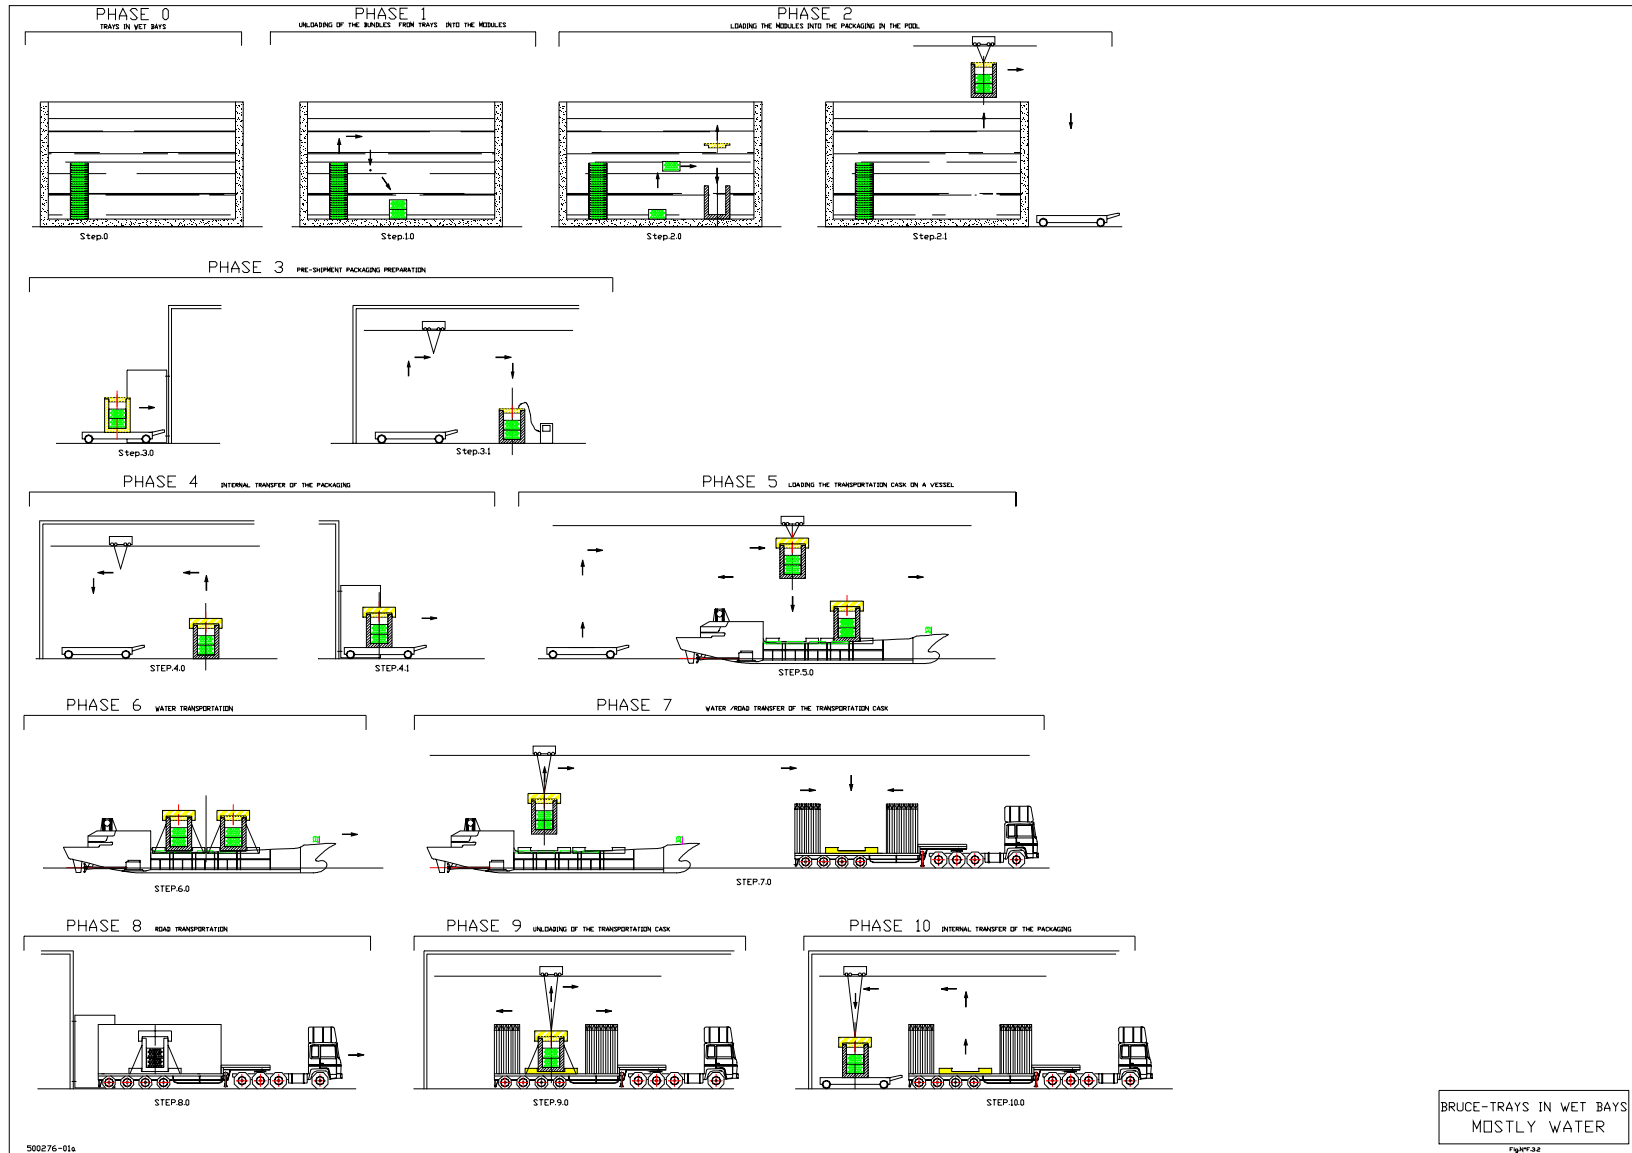 PHASE 0
TRAYS IN WET BAYS
PHASE 1
UNLOADING OF THE BUNDLES FROM TRAYS INTO THE MODULES
PHASE 2
LOADING THE MODULES INTO THE PACKAGING IN THE POOL
Step.0
Step.1.0
Step.2.0
Step.2.1
PHASE 3 PRE-SHIPMENT PACKAGING PREPARATION
Step.3.0
Step.3.1
PHASE 4 INTERNAL TRANSFER OF THE PACKAGING
PHASE 5 LOADING THE TRANSPORTATION CASK ON A VESSEL
STEP.4.0
STEP.4.1
STEP.5.0
PHASE 6 WATER TRANSPORTATION
PHASE 7 WATER /ROAD TRANSFER OF THE TRANSPORTATION CASK
STEP.6.0
STEP.7.0
PHASE 8 ROAD TRANSPORTATION
PHASE 9 UNLOADING OF THE TRANSPORTATION CASK
PHASE 10 INTERNAL TRANSFER OF THE PACKAGING
STEP.8.0
STEP.9.0
STEP.10.0
BRUCE-TRAYS IN WET BAYS
MOSTLY WATER
500276-01a
Fig.N°F.3.2